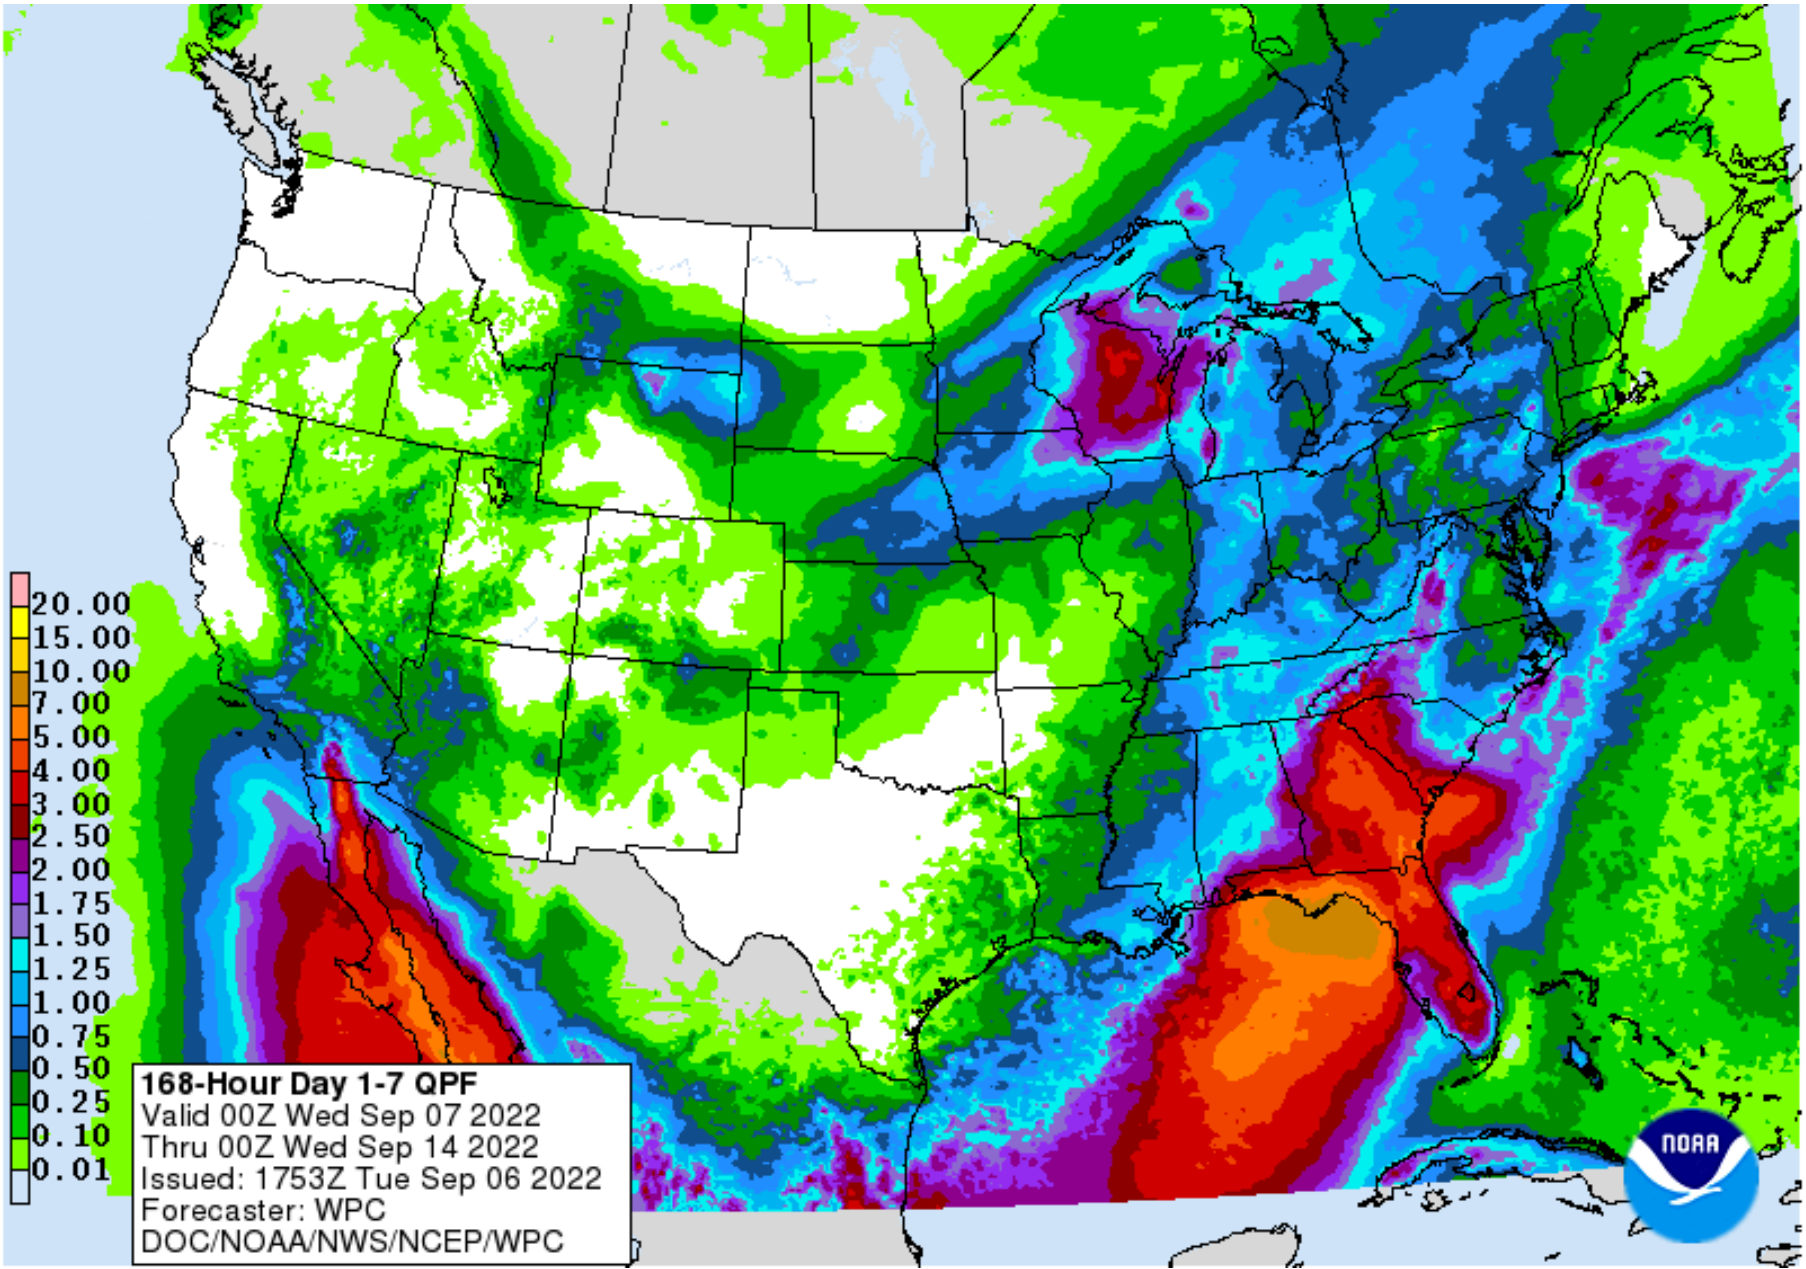 20.00
15.00
10.00
7.00
5.00
4.00
3.00
2.50
2.00
1.75
1.50
1.25
1.00
0.75
0.50
0.25
0.10
0.01
168-Hour Day 1-7 QPF
Valid 00Z Wed Sep 07 2022
Thru 00Z Wed Sep 14 2022
Issued: 1753Z Tue Sep 06 2022
Forecaster: WPC
DOC/NOAA/NWS/NCEP/WPC
NOAA